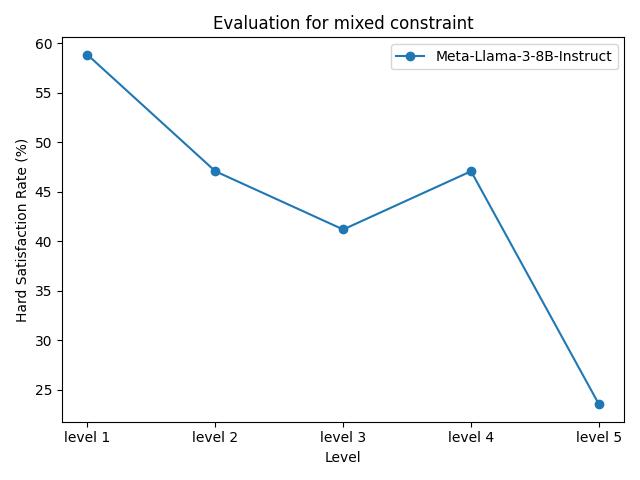 Evaluation for mixed constraint
Meta-Llama-3-8B-Instruct
Hard Satisfaction Rate (%)
60
55
50
45
40
35
30
25
level 1
level 2
level 3
level 4
level 5
Level